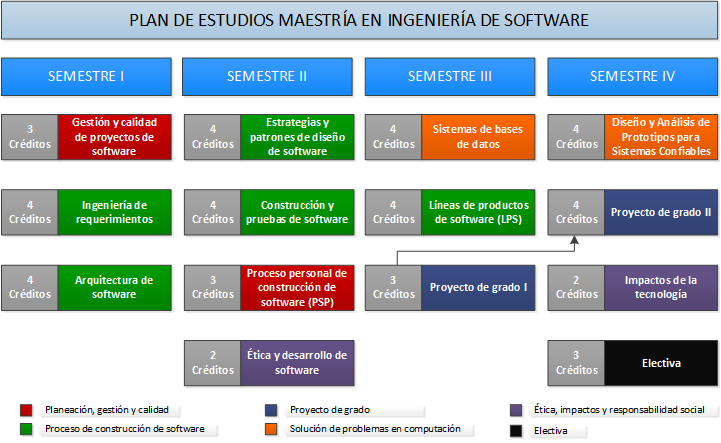 PLAN DE ESTUDIOS MAESTRÍA EN INGENIERÍA DE SOFTWARE
SEMESTRE I
3
Créditos
Gestión y calidad
de proyectos de
software
4
Créditos
Ingeniería de
requerimientos
4
Créditos
Arquitectura de
software
SEMESTRE II
4
Créditos
Estrategias y
patrones de diseño
de software
4
Créditos
Construcción y
pruebas de software
3
Créditos
Proceso personal de
construcción de
software (PSP)
2
Créditos
Ética y desarrollo de
software
SEMESTRE III
4
Créditos
Sistemas de bases
de datos
4
Créditos
Líneas de productos
de software (LPS)
3
Créditos
Proyecto de grado I
SEMESTRE IV
4
Créditos
Diseño y Análisis de
Prototipos para
Sistemas Confiables
4
Créditos
Proyecto de grado II
2
Créditos
Impactos de la
tecnología
3
Créditos
Electiva
Planeación, gestión y calidad
Proyecto de grado
Ética, impactos y responsabilidad social
Proceso de construcción de software
Solución de problemas en computación
Electiva